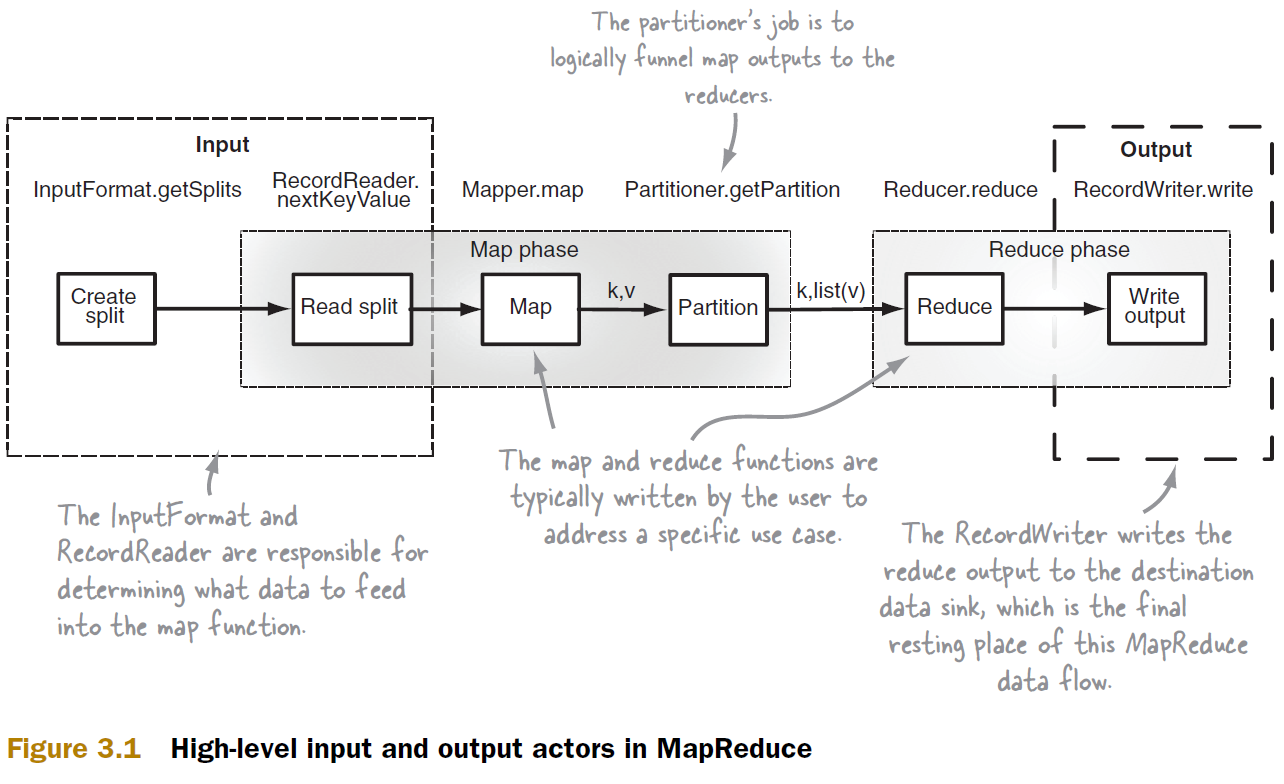 The partitioner's job is to
logically funnel map outputs to the
reducers.
Input
Output
InputFormat.getSplits
RecordReader.
nextKeyValue
Mapper.map
Partitioner.getPartition
Reducer.reduce
RecordWriter.write
Map phase
Reduce phase
Create
split
Read split
Map
k,v
Partition
k,list(v)
Reduce
Write
output
The InputFormat and
RecordReader are responsible for
determining what data to feed
into the map function.
The map and reduce functions are
typically written by the user to
address a specific use case.
The RecordWriter writes the
reduce output to the destination
data sink, which is the final
resting place of this MapReduce
data flow.
Figure 3.1 High-level input and output actors in MapReduce